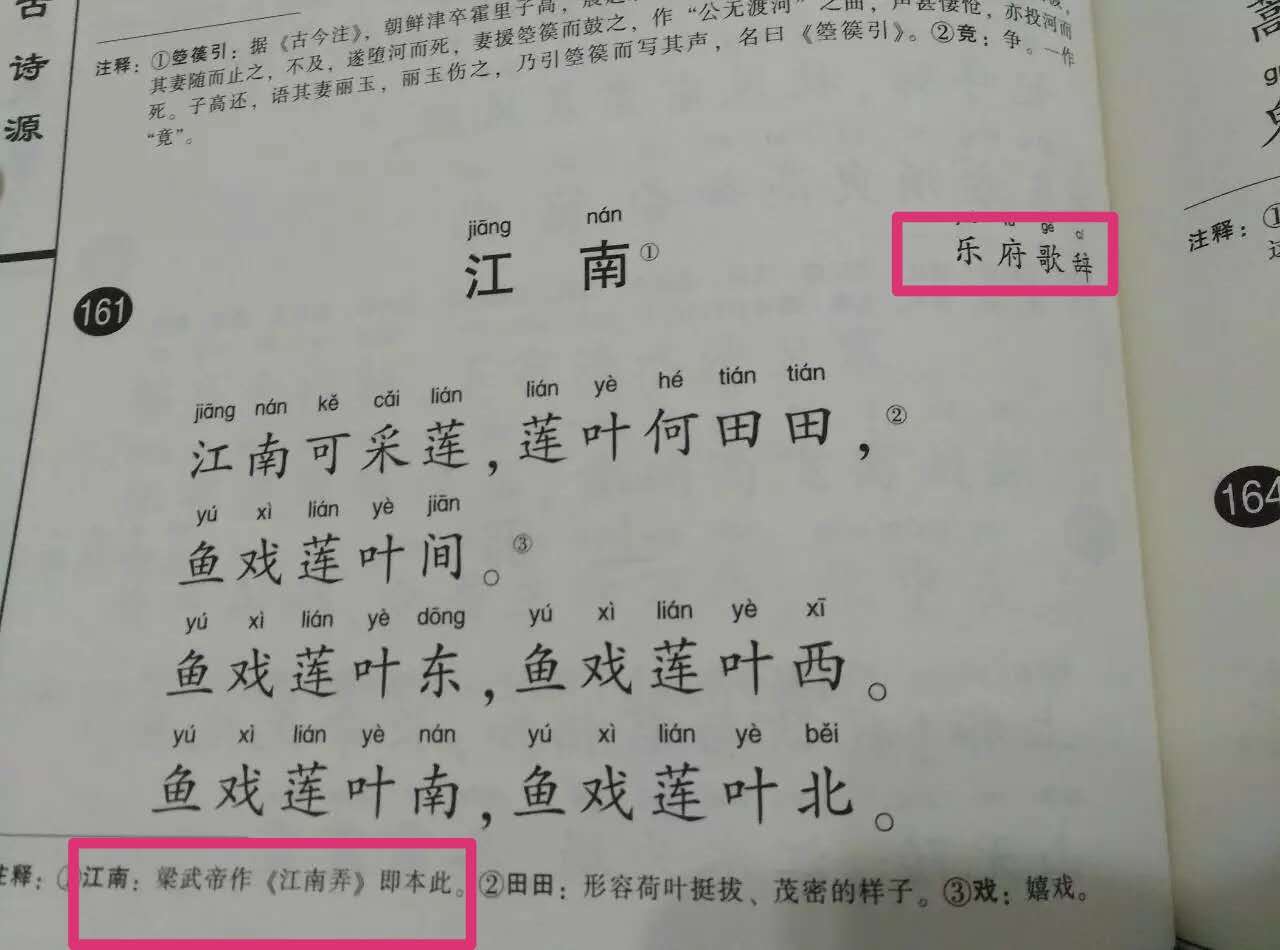 古诗源
注释：①箜篌引：据《古今注》，朝鲜津卒霍里子高，晨起
其妻随而止之，不及，遂堕河而死，妻援箜篌而鼓之，作“公无渡河”之曲，声甚悽怆，亦投河而
死。子高还，语其妻丽玉，丽玉伤之，乃引箜篌而写其声，名曰《箜篌引》。②竞：争。一作
“竟”。
jiāng nán
江南①
gē cí
乐府歌辞
161
jiāng nán kě cǎi lián lián yè hé tián tián
江南可采莲，莲叶何田田，②
yú xì lián yè jiān
鱼戏莲叶间。③
yú xì lián yè dōng yú xì lián yè xī
鱼戏莲叶东，鱼戏莲叶西。
yú xì lián yè nán yú xì lián yè běi
鱼戏莲叶南，鱼戏莲叶北。
注释：①江南：梁武帝作《江南弄》即本此。②田田：形容荷叶挺拔、茂密的样子。③戏：嬉戏。
注释：①
164